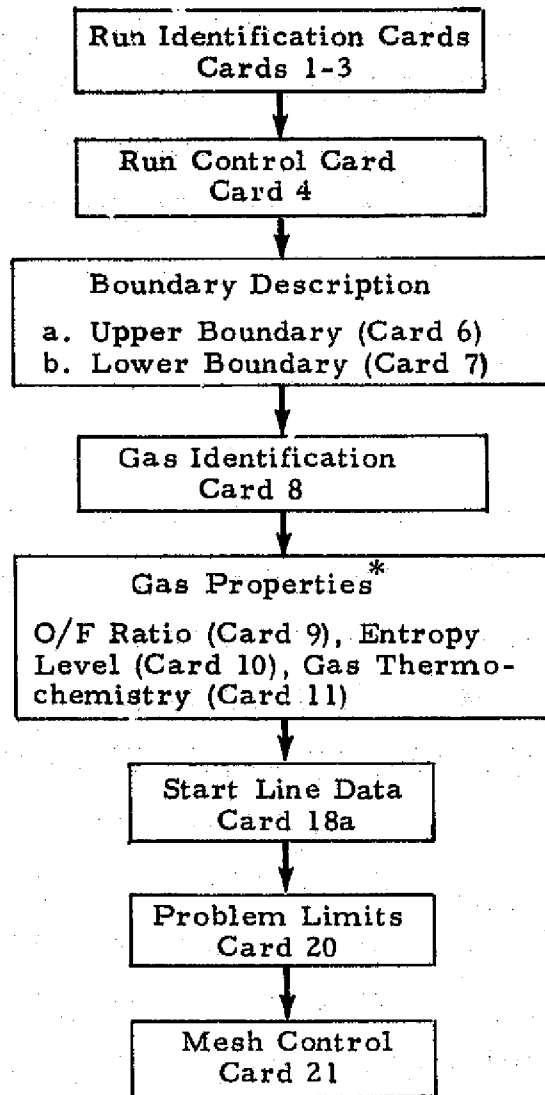 Run Identification Cards
Cards 1-3
Run Control Card
Card 4
Boundary Description
a. Upper Boundary (Card 6)
b. Lower Boundary (Card 7)
Gas Identification
Card 8
Gas Properties*
O/F Ratio (Card 9), Entropy
Level (Card 10), Gas Thermo-
chemistry (Card 11)
Start Line Data
Card 18a
Problem Limits
Card 20
Mesh Control
Card 21